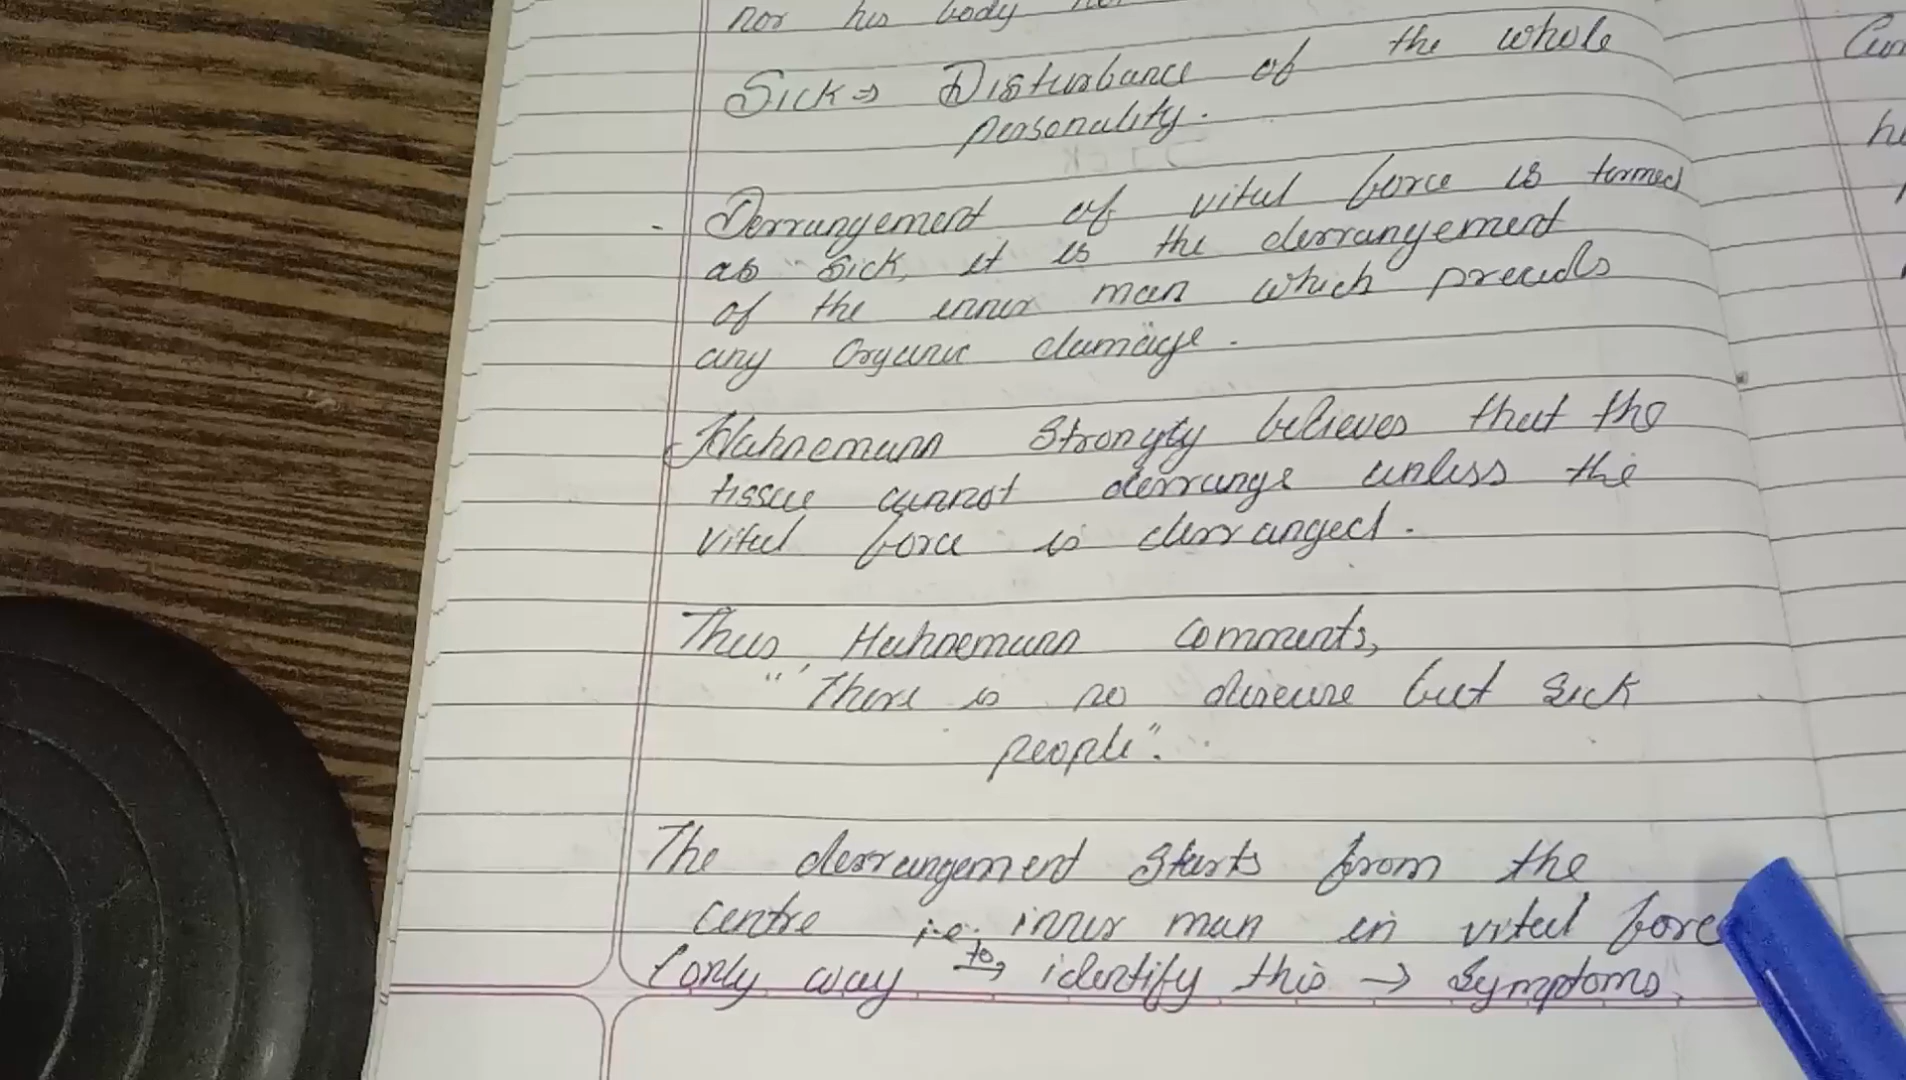 nor his body
Sick ⇒ Disturbance of the whole
personality.
Derrangement of vital force is termed
as "Sick, it is the derrangement
of the inner man which preceeds
any Organic damage.
Hahnemann Strongly believes that the
tissue cannot derrange unless the
vital force is derranged.
Thus, Hahnemann comments,
"There is no disease but sick
people".
The derrangement starts from the
centre i.e. inner man in vital force
(only way to identify this → Symptoms.